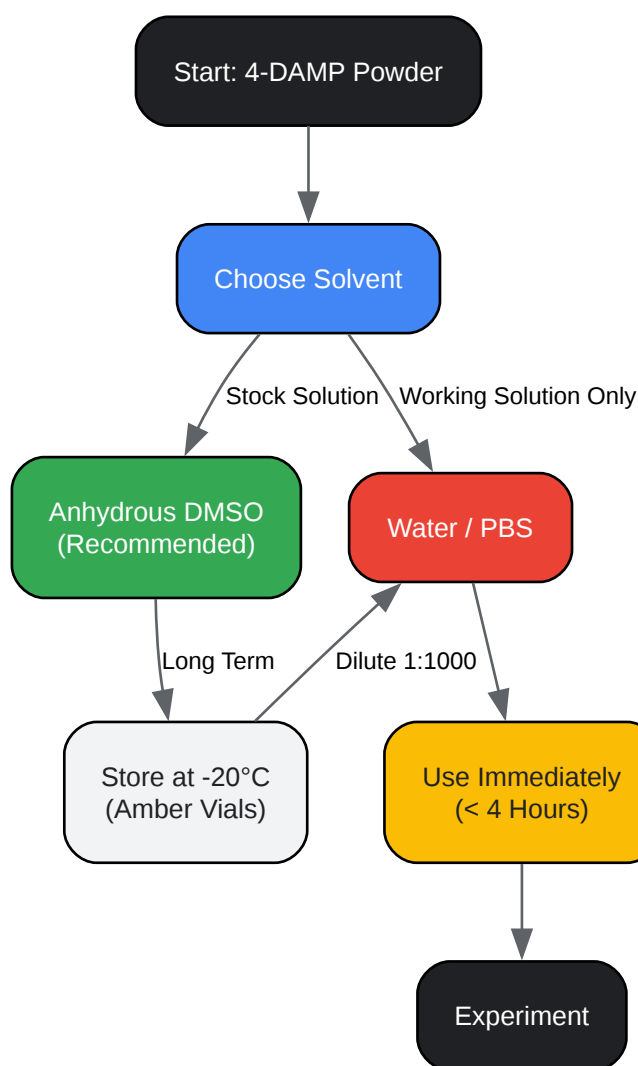 Start: 4-DAMP Powder
Choose Solvent
Stock Solution
Working Solution Only
Anhydrous DMSO
(Recommended)
Water / PBS
Long Term
Dilute 1:1000
Store at -20°C
(Amber Vials)
Use Immediately
(< 4 Hours)
Experiment